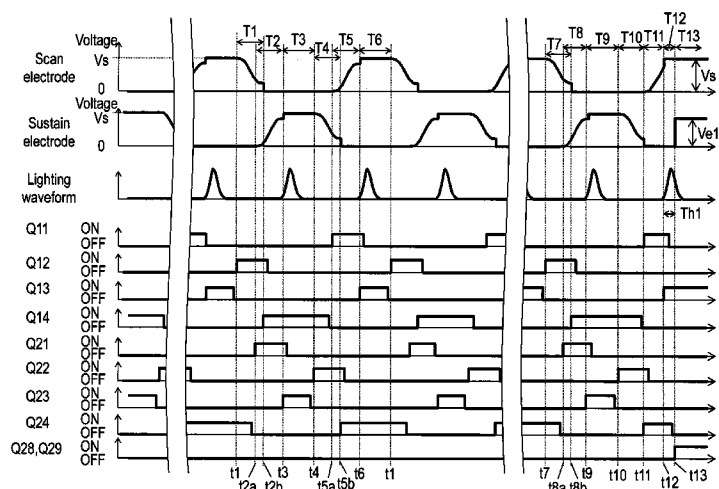 T1 T2 T3 T4 T5 T6 T7 T8 T9 T10 T11 T12 T13
Voltage
Vs
Scan
electrode
0
Vs
Voltage
Vs
Sustain
electrode
0
Ve1
Lighting
waveform
Th1
Q11 ON
OFF
Q12 ON
OFF
Q13 ON
OFF
Q14 ON
OFF
Q21 ON
OFF
Q22 ON
OFF
Q23 ON
OFF
Q24 ON
OFF
Q28,Q29 ON
OFF
t1 t2a t2b t3 t4 t5a t5b t6 t1 t7 t8a t8b t9 t10 t11 t12 t13